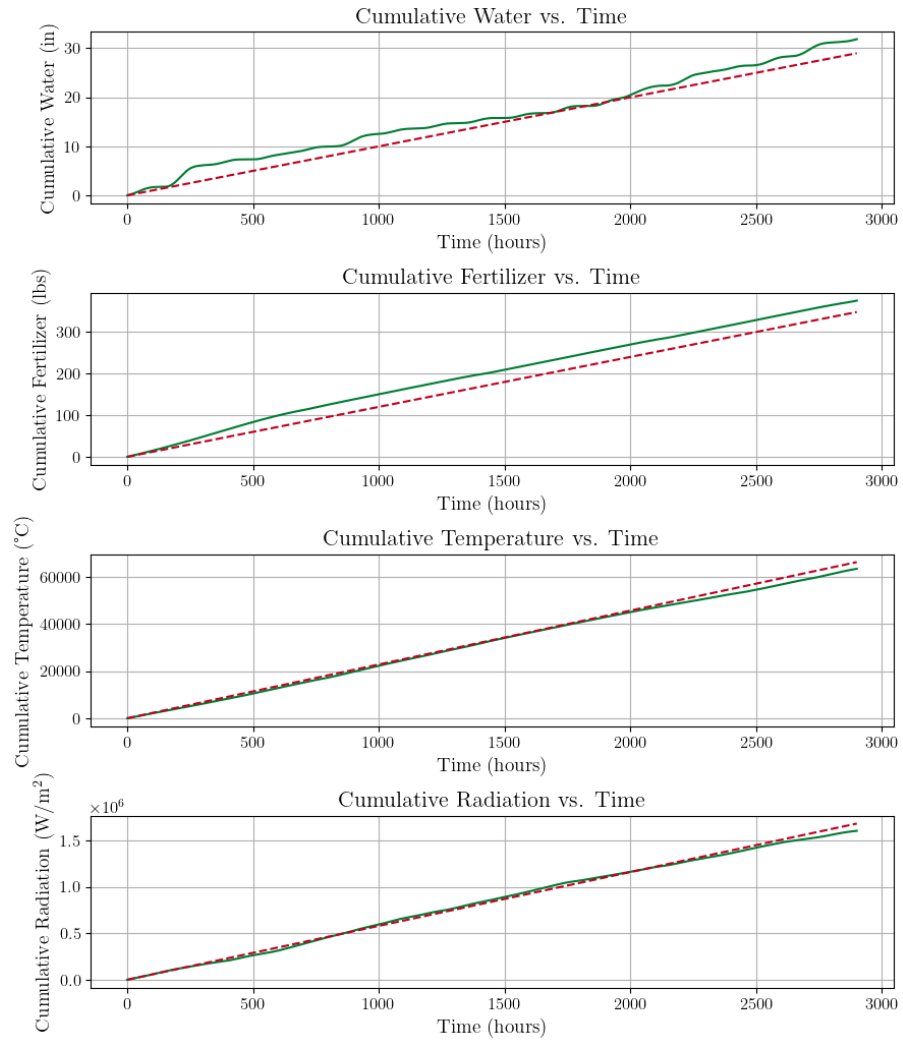 Cumulative Water vs. Time
Cumulative Water (in)
30
20
10
0
0 500 1000 1500 2000 2500 3000
Time (hours)
Cumulative Fertilizer vs. Time
Cumulative Fertilizer (lbs)
300
200
100
0
0 500 1000 1500 2000 2500 3000
Time (hours)
Cumulative Temperature vs. Time
Cumulative Temperature (°C)
60000
40000
20000
0
0 500 1000 1500 2000 2500 3000
Time (hours)
Cumulative Radiation vs. Time
Cumulative Radiation (W/m²)
×10⁶
1.5
1.0
0.5
0.0
0 500 1000 1500 2000 2500 3000
Time (hours)